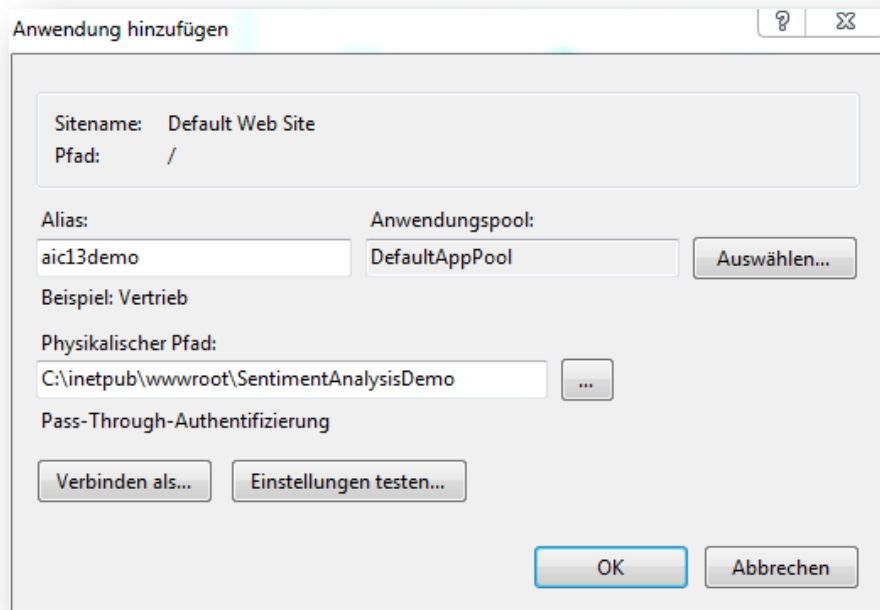 Anwendung hinzufügen
Sitename: Default Web Site
Pfad: /
Alias: Anwendungspool:
aic13demo DefaultAppPool Auswählen...
Beispiel: Vertrieb
Physikalischer Pfad:
C:\inetpub\wwwroot\SentimentAnalysisDemo ...
Pass-Through-Authentifizierung
Verbinden als... Einstellungen testen...
OK Abbrechen